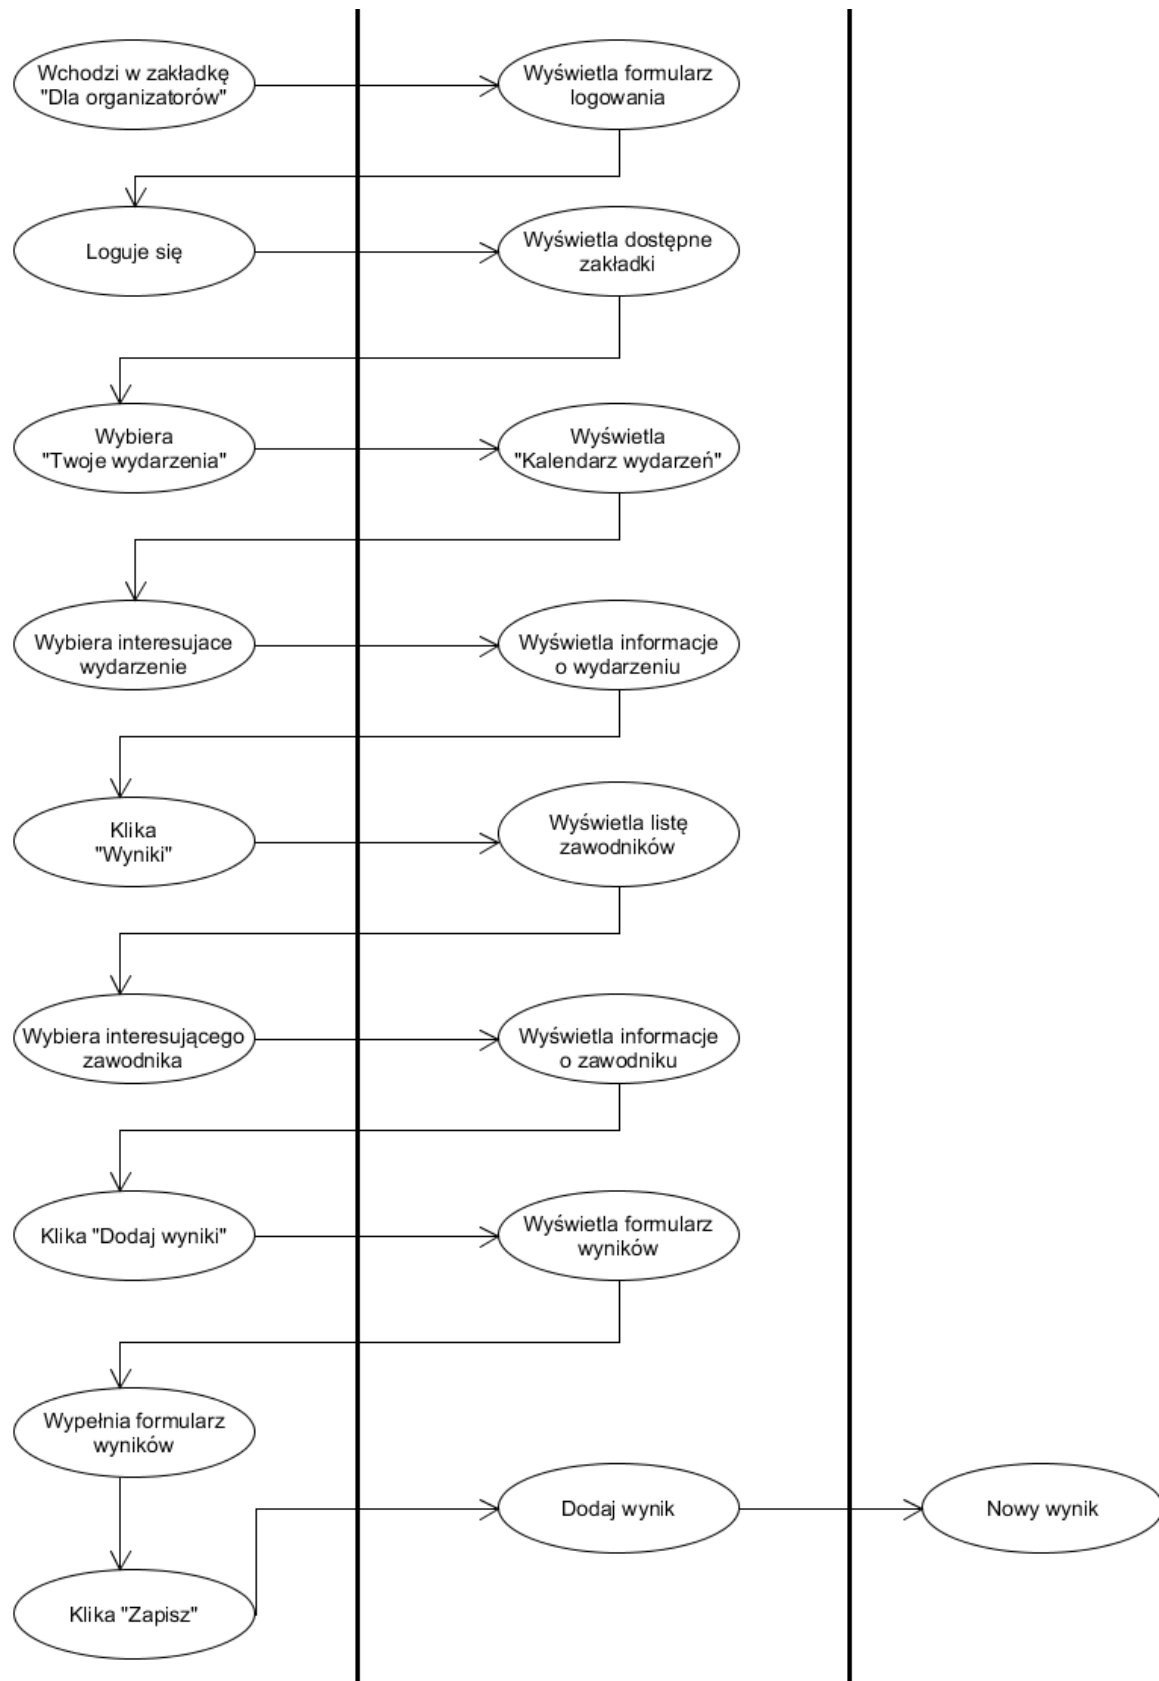 Wchodzi w zakładkę
"Dla organizatorów"
Wyświetla formularz
logowania
Loguje się
Wyświetla dostępne
zakładki
Wybiera
"Twoje wydarzenia"
Wyświetla
"Kalendarz wydarzeń"
Wybiera interesujace
wydarzenie
Wyświetla informacje
o wydarzeniu
Klika
"Wyniki"
Wyświetla listę
zawodników
Wybiera interesującego
zawodnika
Wyświetla informacje
o zawodniku
Klika "Dodaj wyniki"
Wyświetla formularz
wyników
Wypełnia formularz
wyników
Klika "Zapisz"
Dodaj wynik
Nowy wynik